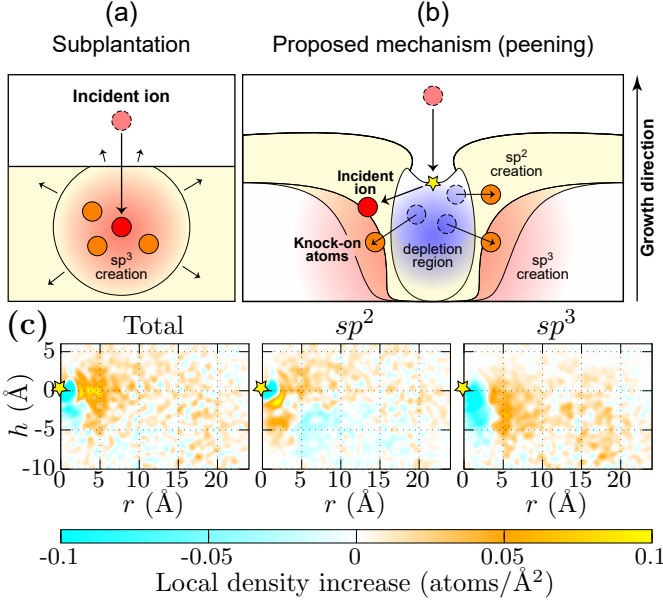 (a)
Subplantation
Incident ion
sp³
creation
(b)
Proposed mechanism (peening)
Incident
ion
Knock-on
atoms
depletion
region
sp²
creation
sp³
creation
Growth direction
(c)
Total
sp²
sp³
h (Å)
5
0
-5
-10
0 5 10 15 20
0 5 10 15 20
0 5 10 15 20
r (Å)
r (Å)
r (Å)
-0.1 -0.05 0 0.05 0.1
Local density increase (atoms/Å²)